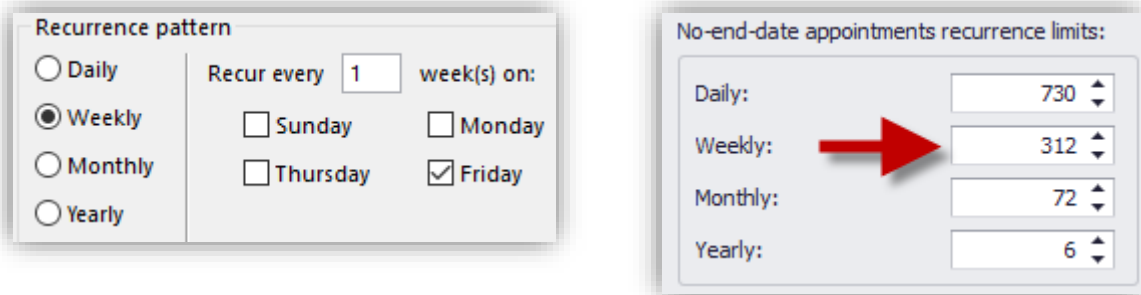 Recurrence pattern
Daily
Recur every 1 week(s) on:
Weekly
Sunday
Monday
Monthly
Thursday
Friday
Yearly
No-end-date appointments recurrence limits:
Daily: 730
Weekly: 312
Monthly: 72
Yearly: 6